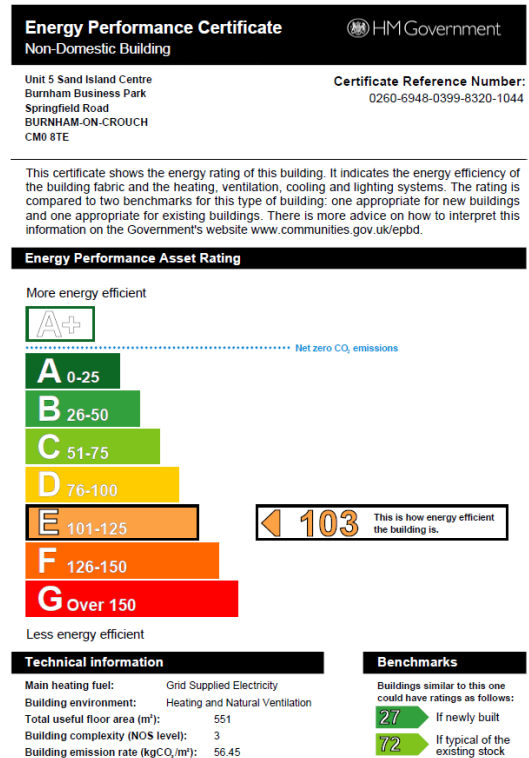 Energy Performance Certificate
HM Government
Non-Domestic Building
Unit 5 Sand Island Centre
Burnham Business Park
Springfield Road
BURNHAM-ON-CROUCH
CM0 8TE
Certificate Reference Number:
0260-6948-0399-8320-1044
This certificate shows the energy rating of this building. It indicates the energy efficiency of
the building fabric and the heating, ventilation, cooling and lighting systems. The rating is
compared to two benchmarks for this type of building: one appropriate for new buildings
and one appropriate for existing buildings. There is more advice on how to interpret this
information on the Government's website www.communities.gov.uk/epbd.
Energy Performance Asset Rating
More energy efficient
A+
Net zero CO₂ emissions
A 0-25
B 26-50
C 51-75
D 76-100
E 101-125
103 This is how energy efficient
the building is.
F 126-150
G Over 150
Less energy efficient
Technical information
Main heating fuel: Grid Supplied Electricity
Building environment: Heating and Natural Ventilation
Total useful floor area (m²): 551
Building complexity (NOS level): 3
Building emission rate (kgCO₂/m²): 56.45
Benchmarks
Buildings similar to this one
could have ratings as follows:
27 If newly built
72 If typical of the
existing stock